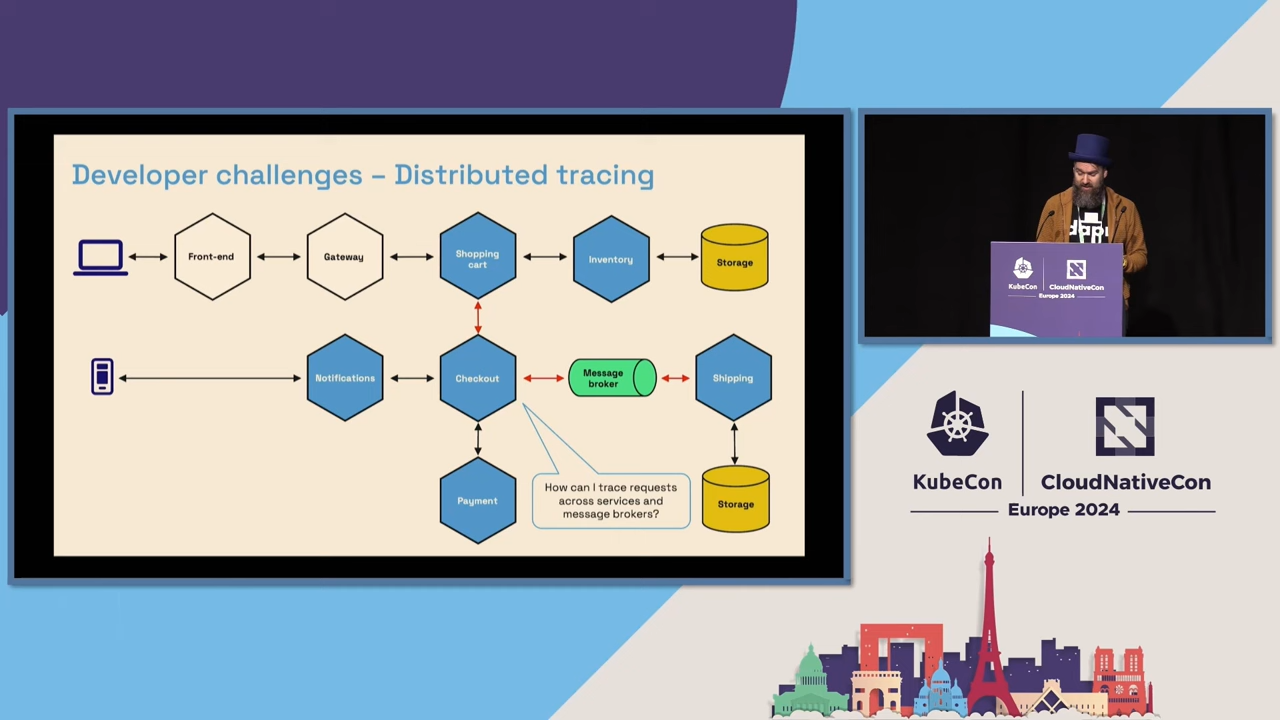 Developer challenges – Distributed tracing
Front-end
Gateway
Shopping
cart
Inventory
Storage
Notifications
Checkout
Message
broker
Shipping
Payment
How can I trace requests
across services and
message brokers?
Storage
dapr
KubeCon
CloudNativeCon
Europe 2024
KubeCon
CloudNativeCon
Europe 2024